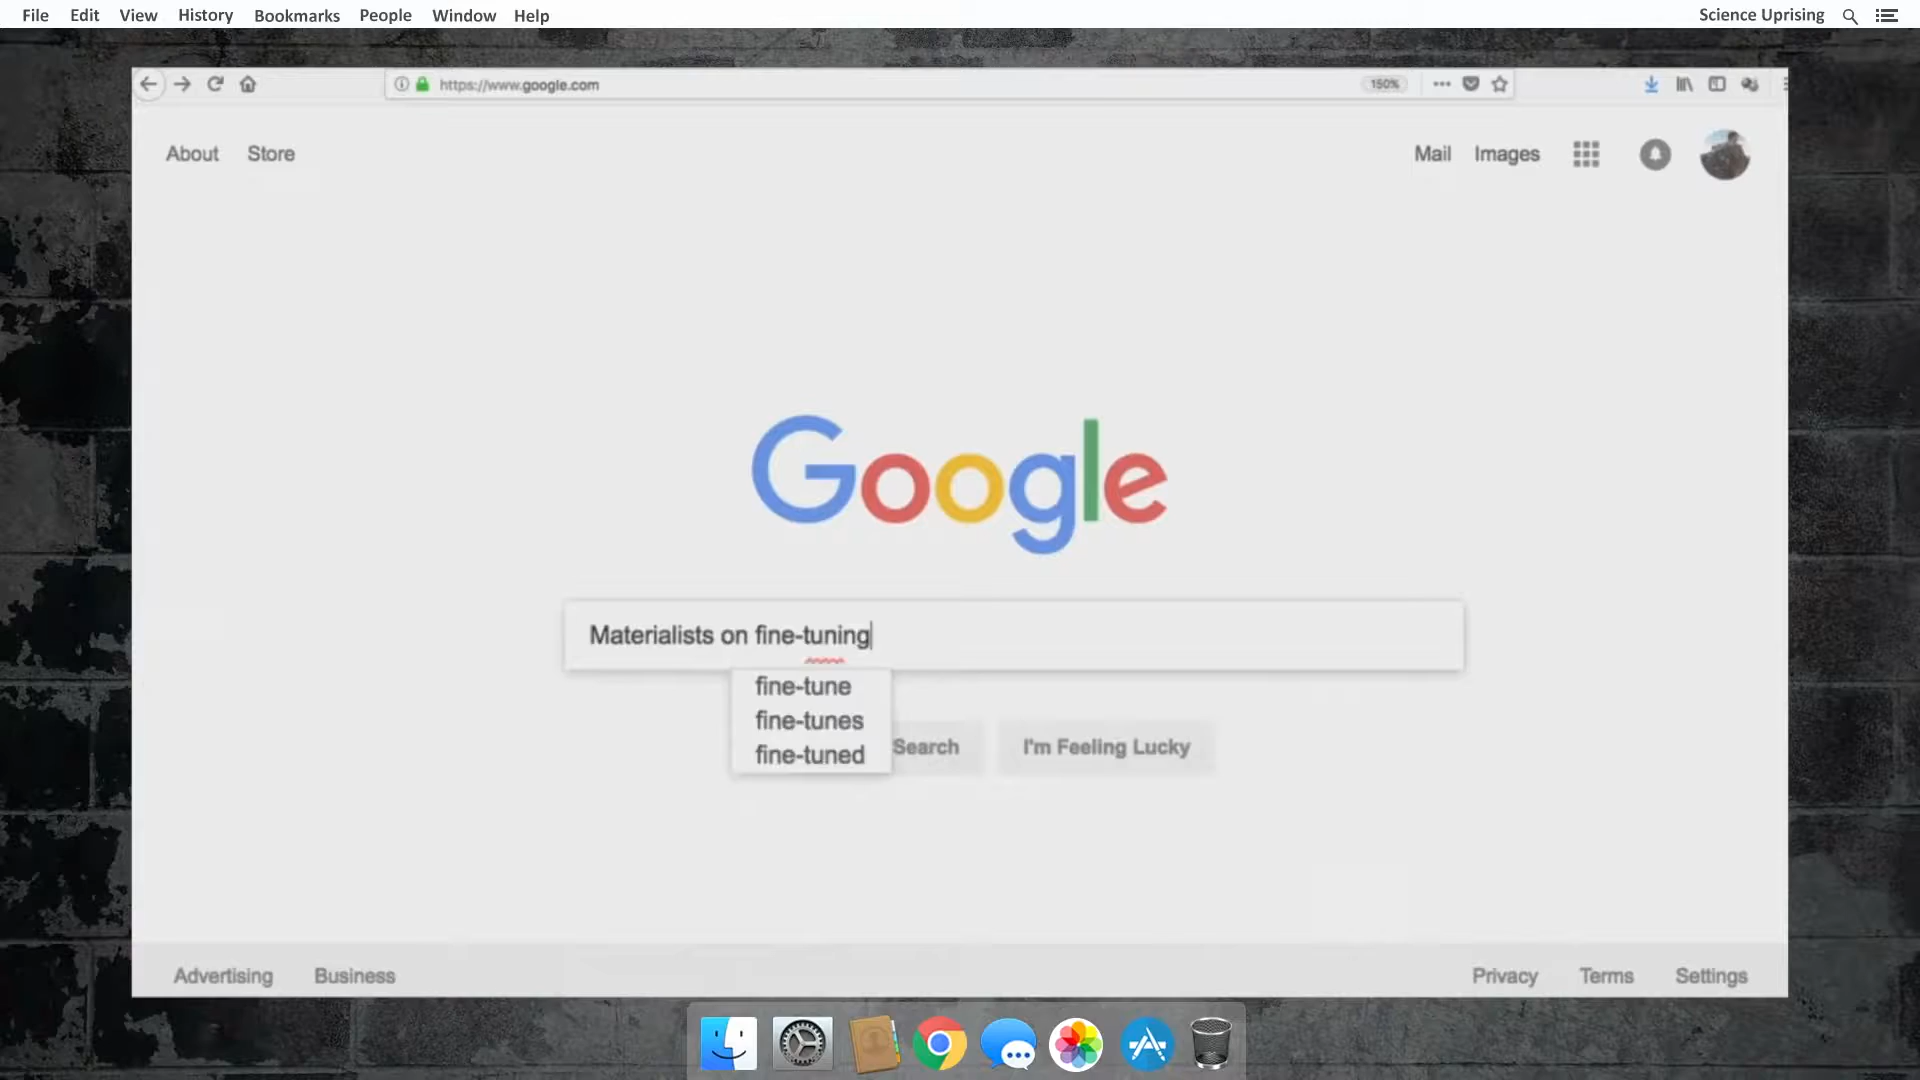 File Edit View History Bookmarks People Window Help Science Uprising
https://www.google.com 150%
About Store Mail Images
Google
Materialists on fine-tuning
fine-tune
fine-tunes
fine-tuned
Search I'm Feeling Lucky
Advertising Business Privacy Terms Settings